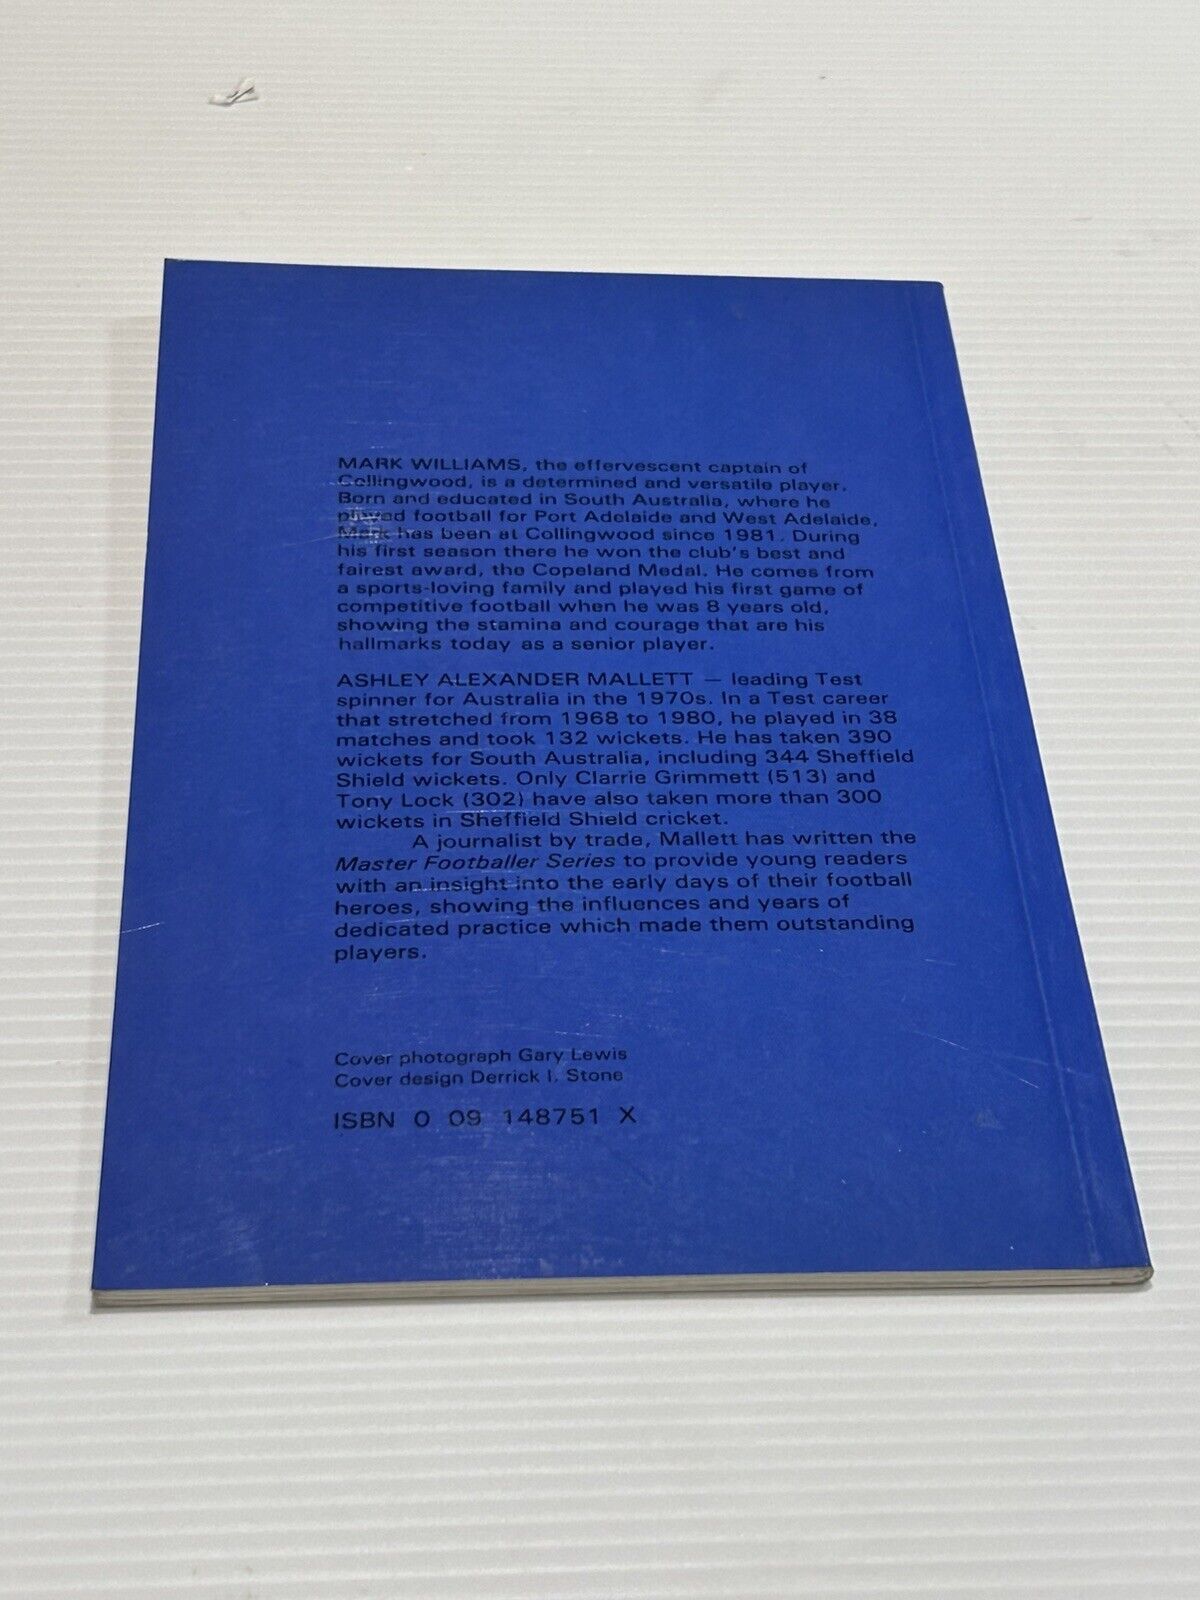 MARK WILLIAMS, the effervescent captain of
Collingwood, is a determined and versatile player.
Born and educated in South Australia, where he
played football for Port Adelaide and West Adelaide,
Mark has been at Collingwood since 1981. During
his first season there he won the club's best and
fairest award, the Copeland Medal. He comes from
a sports-loving family and played his first game of
competitive football when he was 8 years old,
showing the stamina and courage that are his
hallmarks today as a senior player.
ASHLEY ALEXANDER MALLETT — leading Test
spinner for Australia in the 1970s. In a Test career
that stretched from 1968 to 1980, he played in 38
matches and took 132 wickets. He has taken 390
wickets for South Australia, including 344 Sheffield
Shield wickets. Only Clarrie Grimmett (513) and
Tony Lock (302) have also taken more than 300
wickets in Sheffield Shield cricket.
A journalist by trade, Mallett has written the
Master Footballer Series to provide young readers
with an insight into the early days of their football
heroes, showing the influences and years of
dedicated practice which made them outstanding
players.
Cover photograph Gary Lewis
Cover design Derrick I. Stone
ISBN 0 09 148751 X